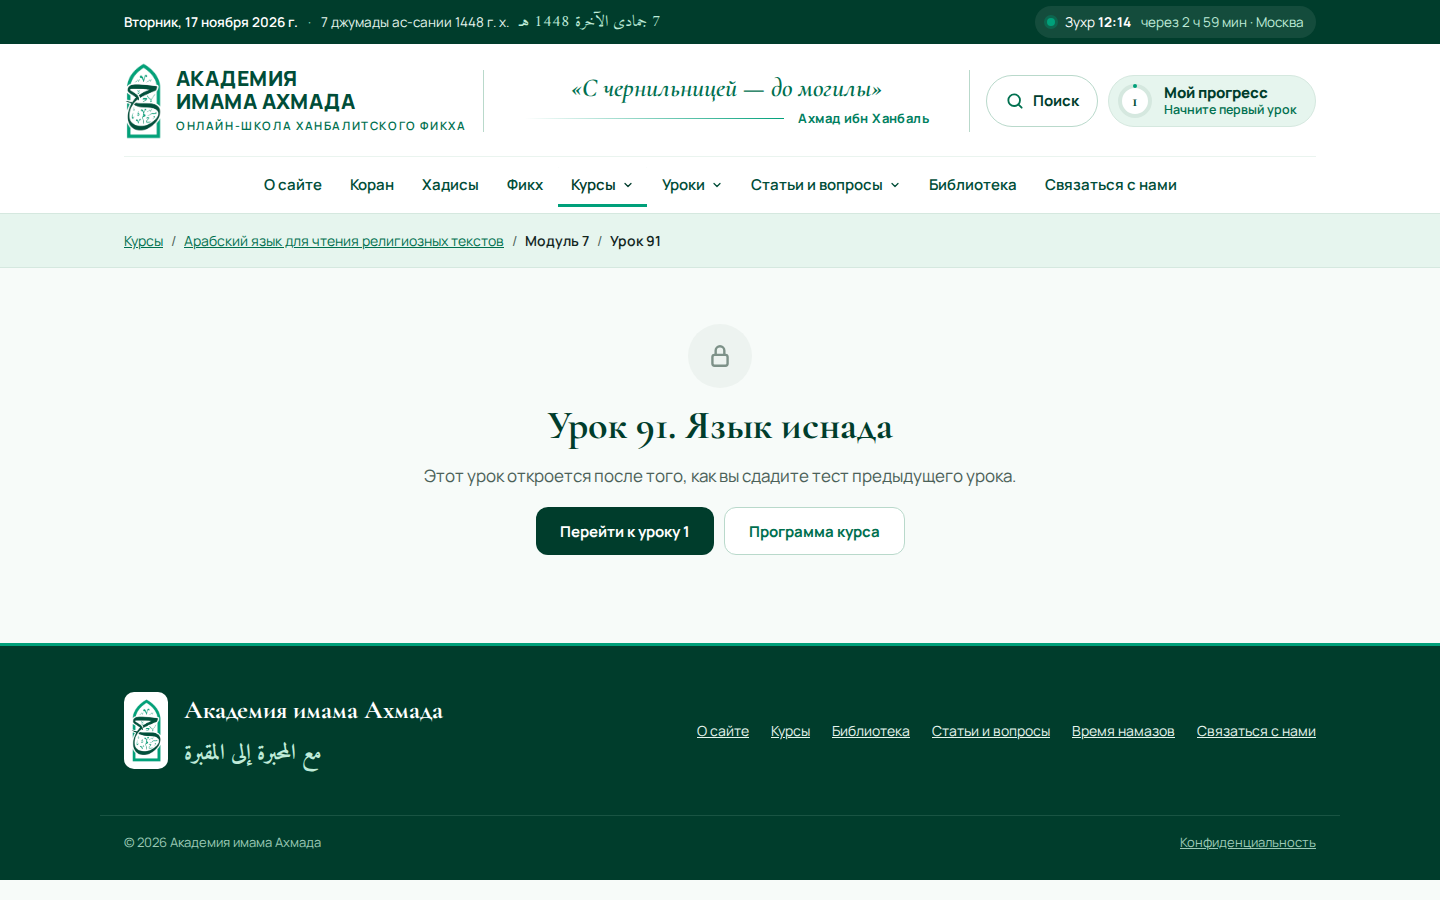 Вторник, 17 ноября 2026 г. · 7 джумады ас-сании 1448 г. х. 7 جمادى الآخرة 1448 هـ
Зухр 12:14 через 2 ч 59 мин · Москва
АКАДЕМИЯ
ИМАМА АХМАДА
ОНЛАЙН-ШКОЛА ХАНБАЛИТСКОГО ФИКХА
«С чернильницей — до могилы»
Ахмад ибн Ханбаль
Поиск
1
Мой прогресс
Начните первый урок
О сайте Коран Хадисы Фикх Курсы Уроки Статьи и вопросы Библиотека Связаться с нами
Курсы / Арабский язык для чтения религиозных текстов / Модуль 7 / Урок 91
Урок 91. Язык иснада
Этот урок откроется после того, как вы сдадите тест предыдущего урока.
Перейти к уроку 1 Программа курса
Академия имама Ахмада
مع المحبرة إلى المقبرة
О сайте Курсы Библиотека Статьи и вопросы Время намазов Связаться с нами
© 2026 Академия имама Ахмада
Конфиденциальность